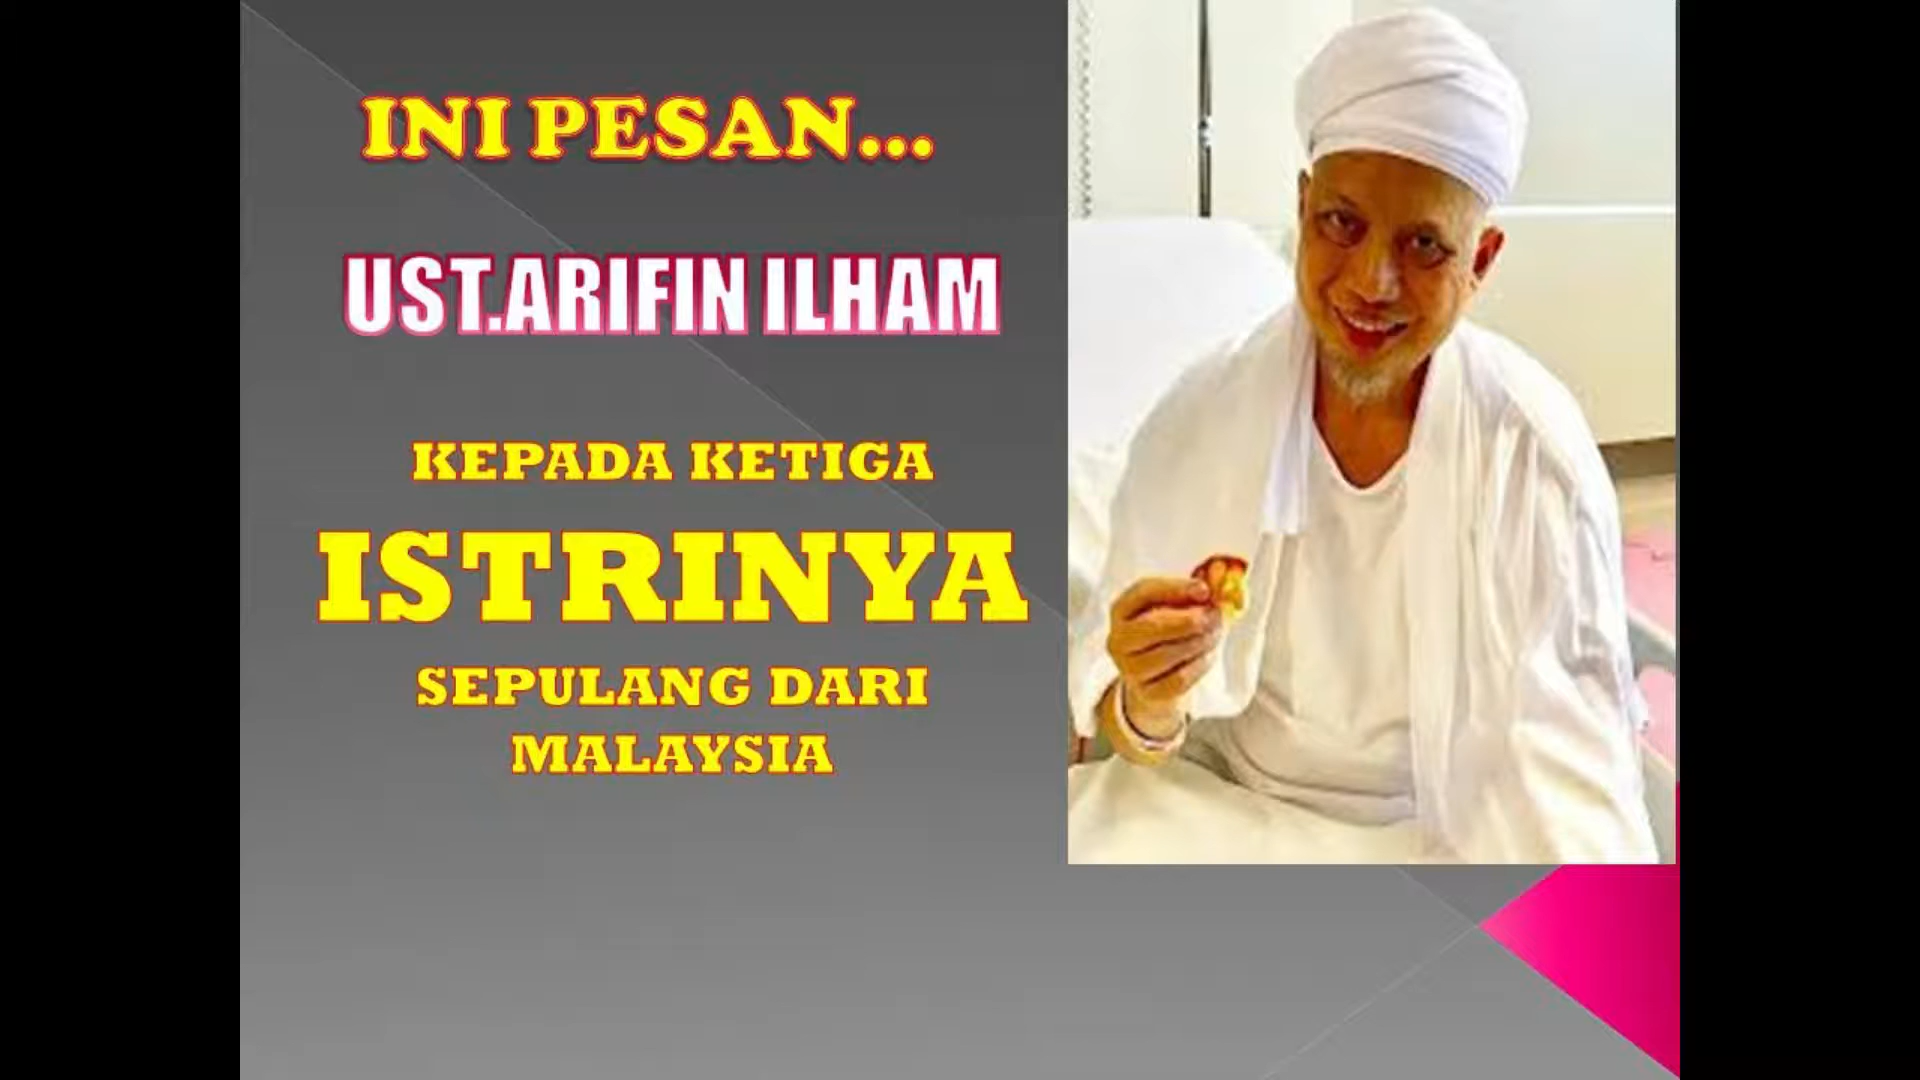 INI PESAN...
UST.ARIFIN ILHAM
KEPADA KETIGA
ISTRINYA
SEPULANG DARI
MALAYSIA